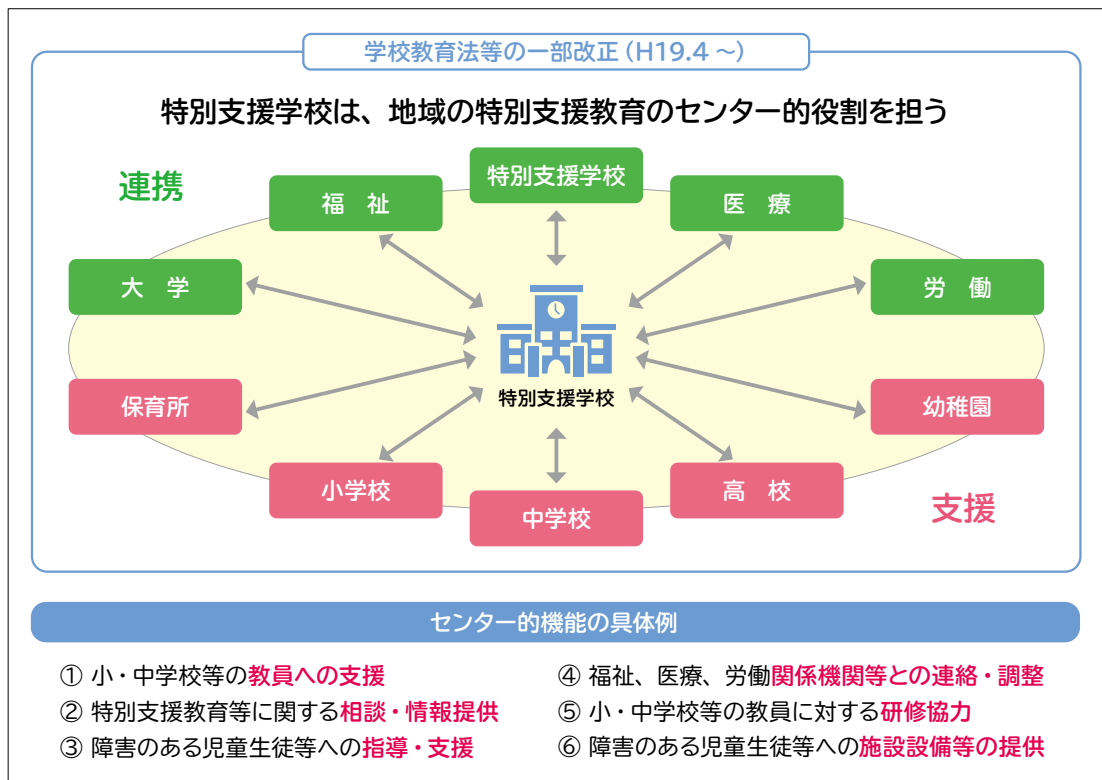 学校教育法等の一部改正（H19.4 ～）
特別支援学校は、地域の特別支援教育のセンター的役割を担う
連携
特別支援学校
福　祉
医　療
大　学
労　働
特別支援学校
保育所
幼稚園
小学校
高　校
中学校
支援
センター的機能の具体例
① 小・中学校等の教員への支援
② 特別支援教育等に関する相談・情報提供
③ 障害のある児童生徒等への指導・支援
④ 福祉、医療、労働関係機関等との連絡・調整
⑤ 小・中学校等の教員に対する研修協力
⑥ 障害のある児童生徒等への施設設備等の提供